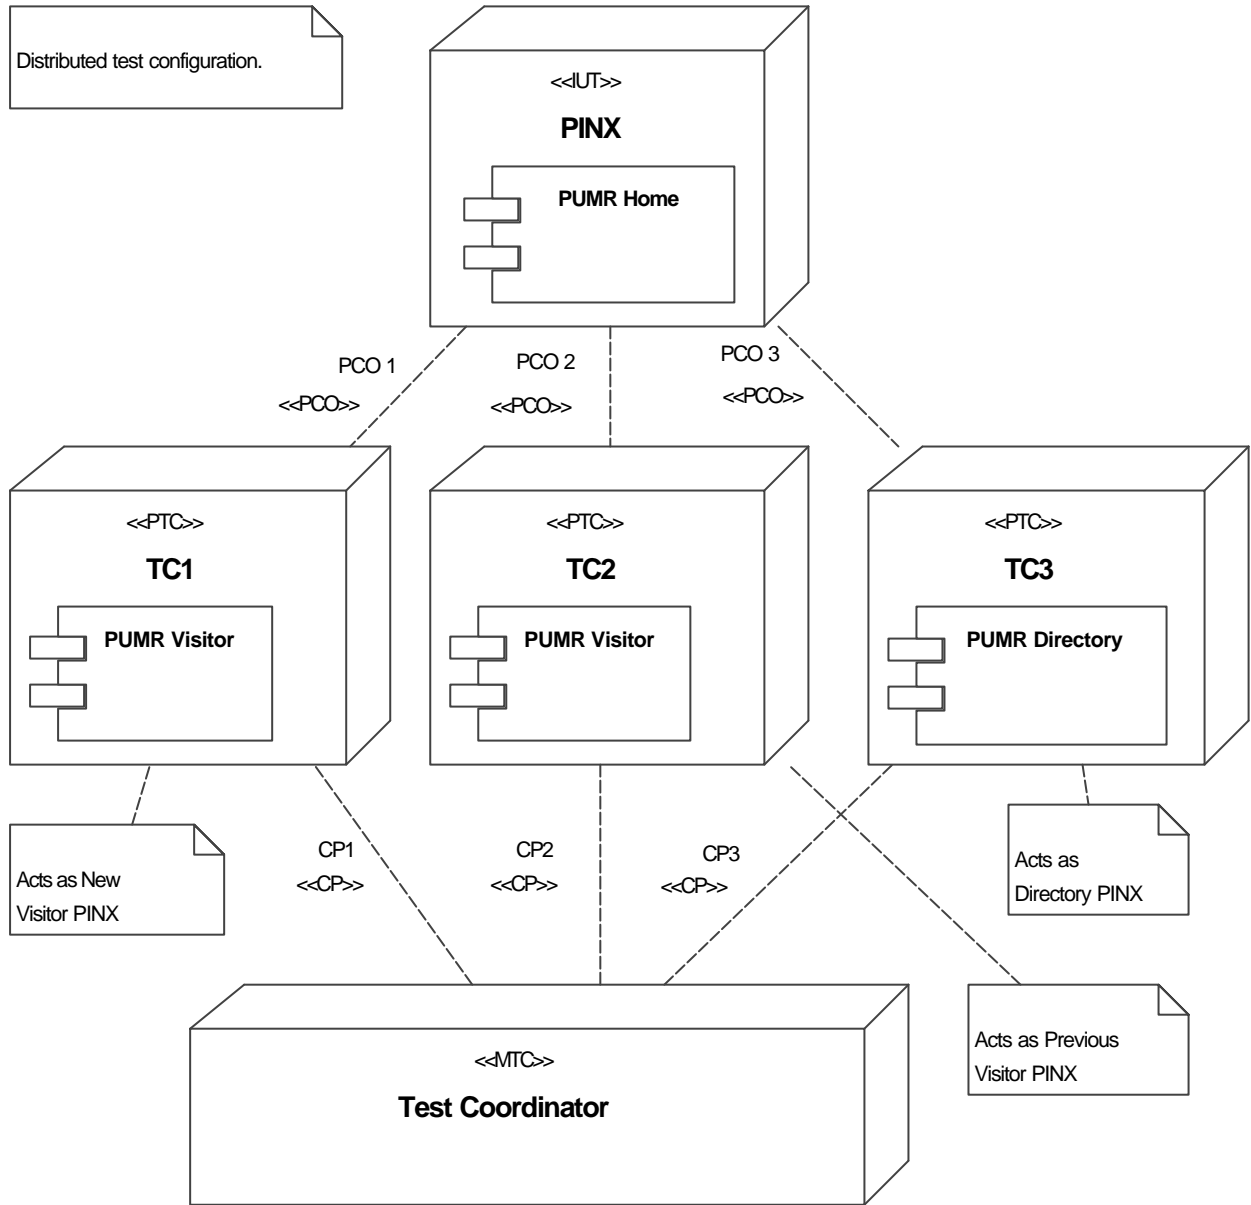 Distributed test configuration.
<<IUT>>
PINX
PUMR Home
PCO 1
<<PCO>>
PCO 2
<<PCO>>
PCO 3
<<PCO>>
<<PTC>>
TC1
PUMR Visitor
<<PTC>>
TC2
PUMR Visitor
<<PTC>>
TC3
PUMR Directory
Acts as New
Visitor PINX
CP1
<<CP>>
CP2
<<CP>>
CP3
<<CP>>
Acts as
Directory PINX
Acts as Previous
Visitor PINX
<<MTC>>
Test Coordinator